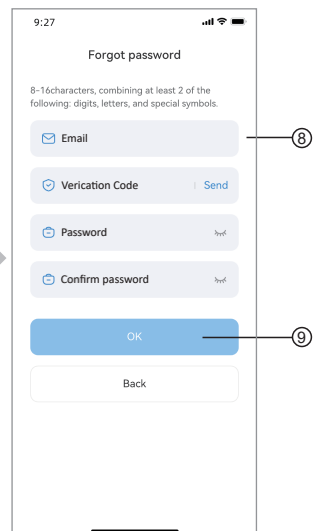 9:27
Forgot password
8-16characters, combining at least 2 of the
following: digits, letters, and special symbols.
Email
⑧
Verication Code Send
Password
Confirm password
OK
⑨
Back